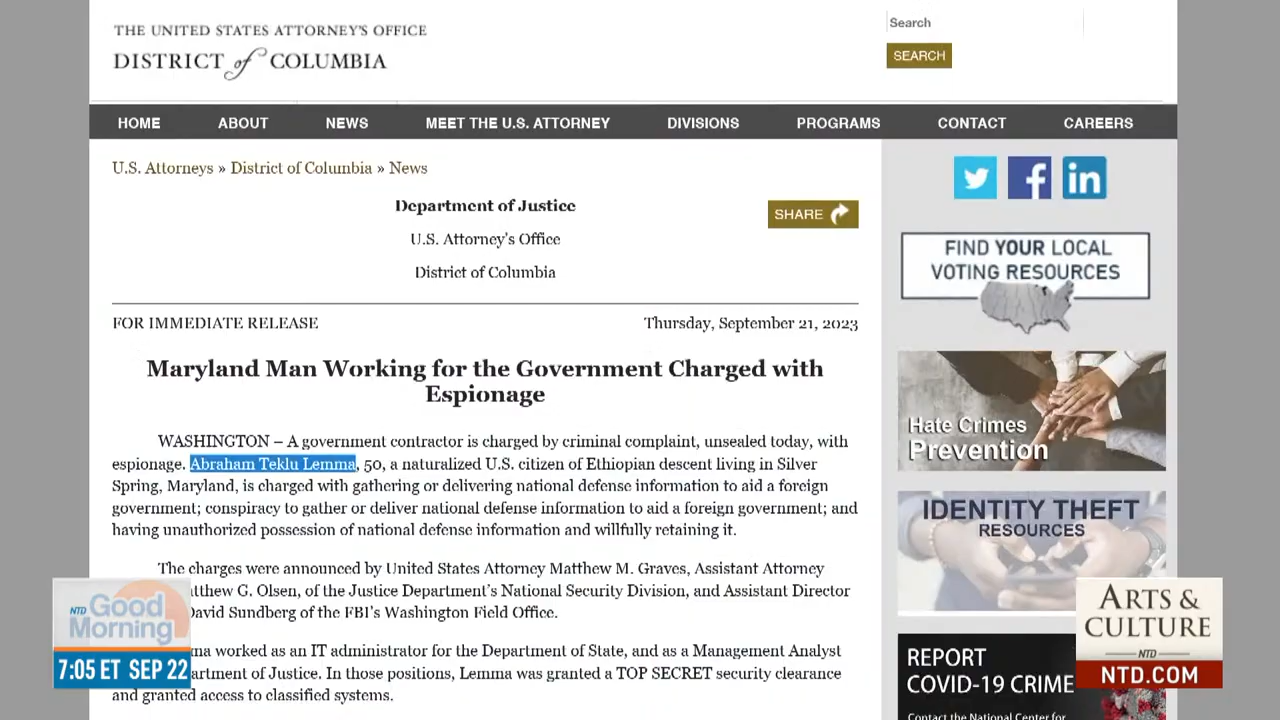 THE UNITED STATES ATTORNEY'S OFFICE
DISTRICT of COLUMBIA
Search
SEARCH
HOME ABOUT NEWS MEET THE U.S. ATTORNEY DIVISIONS PROGRAMS CONTACT CAREERS
U.S. Attorneys » District of Columbia » News
Department of Justice
U.S. Attorney's Office
District of Columbia
SHARE
FOR IMMEDIATE RELEASE
Thursday, September 21, 2023
Maryland Man Working for the Government Charged with
Espionage
WASHINGTON – A government contractor is charged by criminal complaint, unsealed today, with
espionage. Abraham Teklu Lemma, 50, a naturalized U.S. citizen of Ethiopian descent living in Silver
Spring, Maryland, is charged with gathering or delivering national defense information to aid a foreign
government; conspiracy to gather or deliver national defense information to aid a foreign government; and
having unauthorized possession of national defense information and willfully retaining it.
The charges were announced by United States Attorney Matthew M. Graves, Assistant Attorney
tthew G. Olsen, of the Justice Department's National Security Division, and Assistant Director
David Sundberg of the FBI's Washington Field Office.
ma worked as an IT administrator for the Department of State, and as a Management Analyst
artment of Justice. In those positions, Lemma was granted a TOP SECRET security clearance
and granted access to classified systems.
FIND YOUR LOCAL
VOTING RESOURCES
Hate Crimes
Prevention
IDENTITY THEFT
RESOURCES
REPORT
COVID-19 CRIME
Contact the National Center for
NTD Good
Morning
7:05 ET SEP 22
ARTS &
CULTURE
NTD
NTD.COM